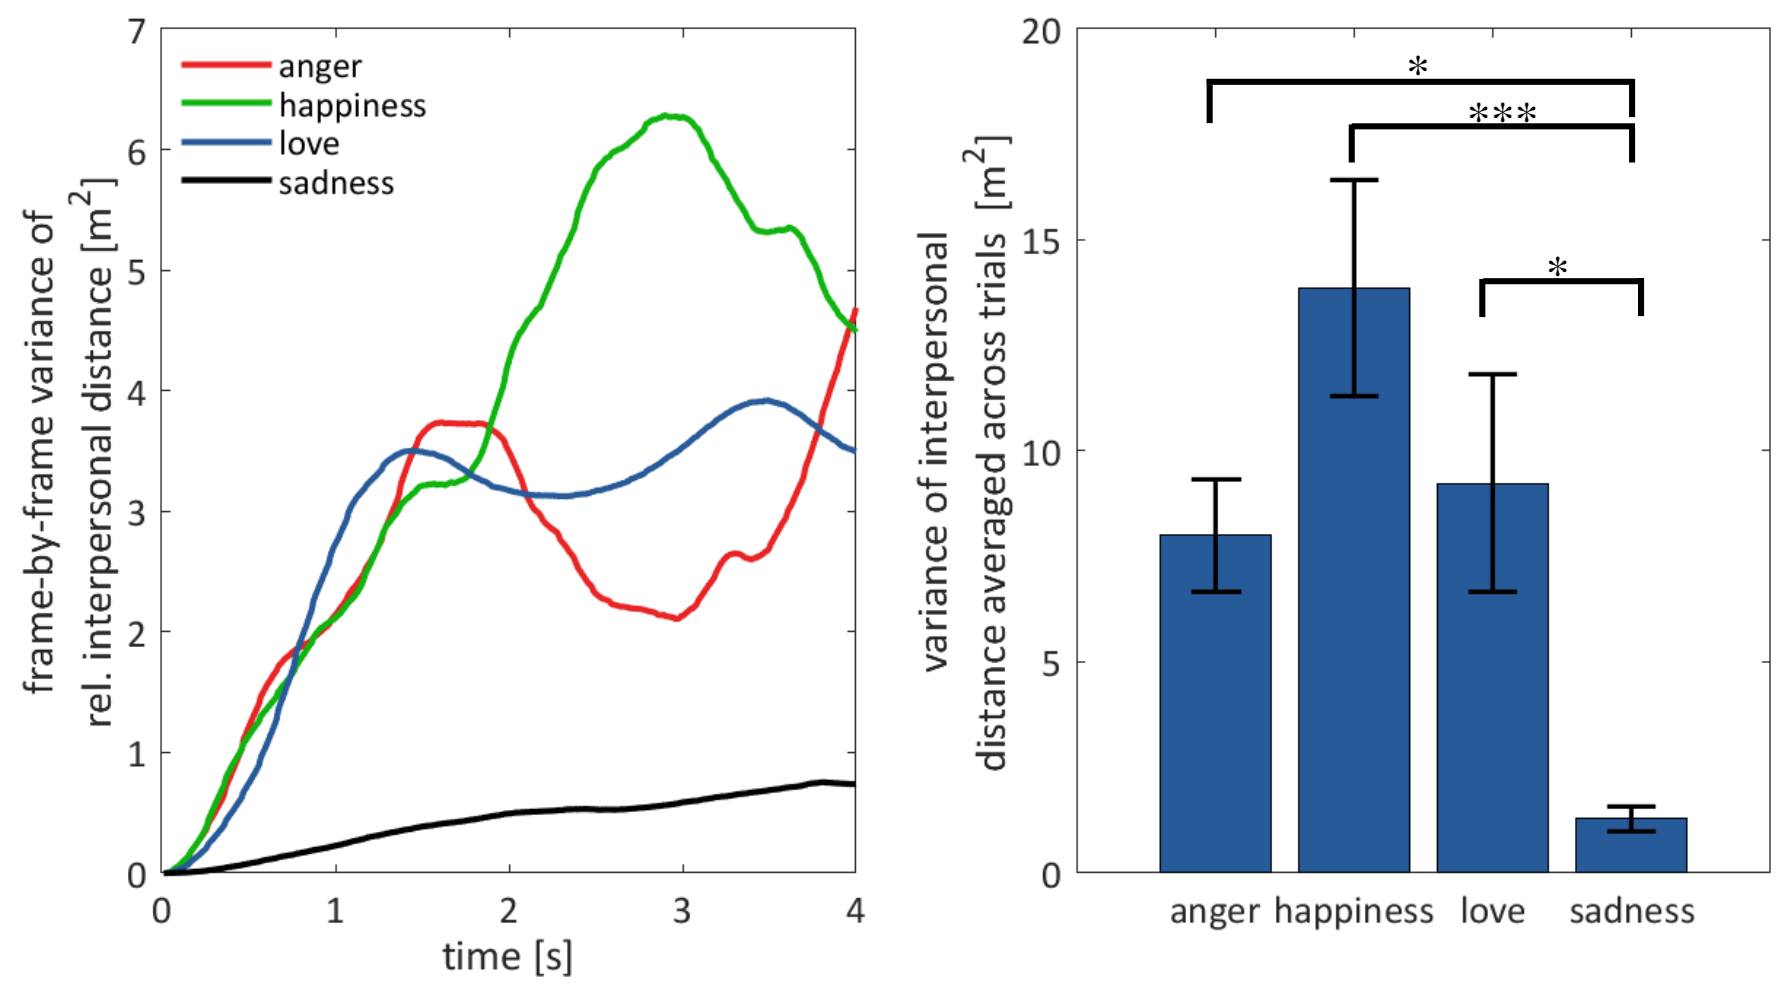 7
6
5
4
3
2
1
0
frame-by-frame variance of
rel. interpersonal distance [m2]
anger
happiness
love
sadness
0 1 2 3 4
time [s]
20
15
10
5
0
variance of interpersonal
distance averaged across trials [m2]
*
***
*
anger happiness love sadness